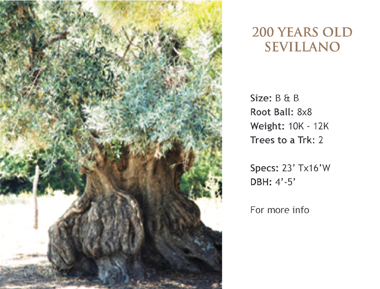 200 YEARS OLD
SEVILLANO
Size: B & B
Root Ball: 8x8
Weight: 10K - 12K
Trees to a Trk: 2
Specs: 23' Tx16'W
DBH: 4'-5'
For more info